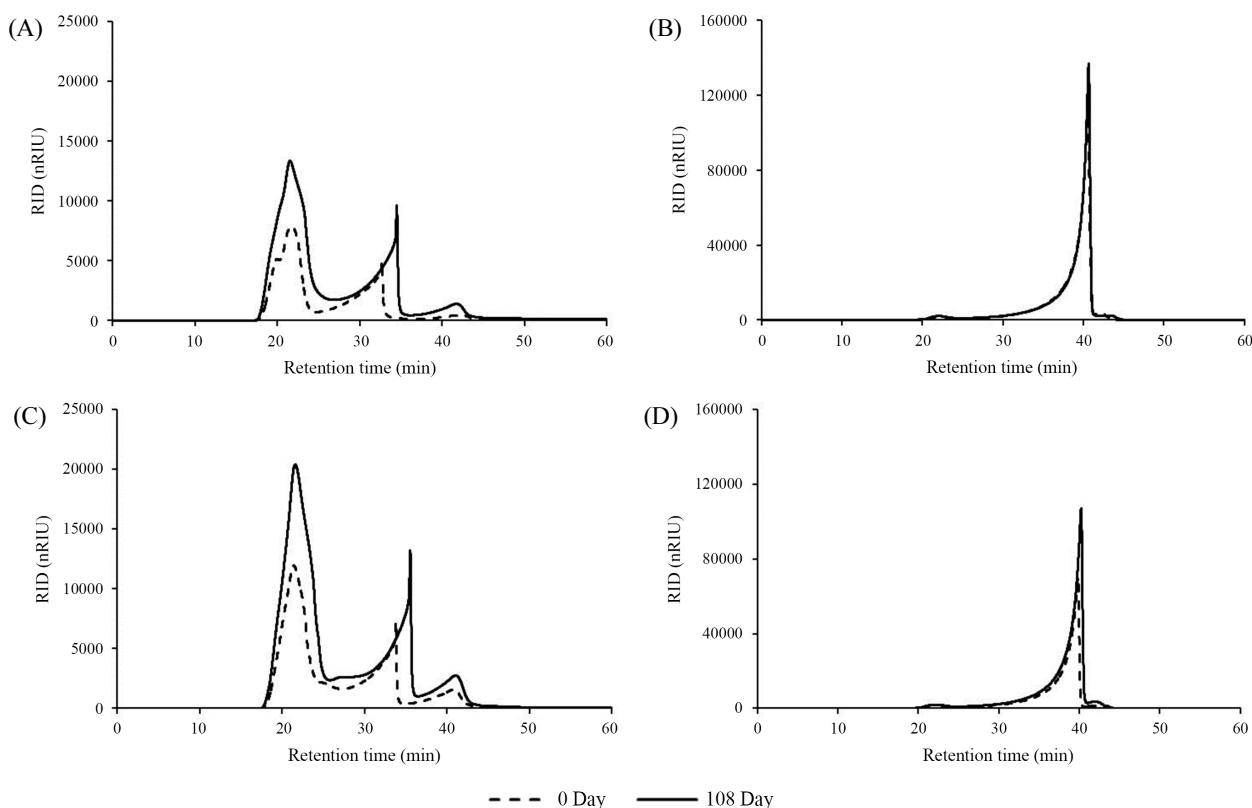 (A)
25000
20000
15000
10000
5000
0
RID (nRIU)
0 10 20 30 40 50 60
Retention time (min)
(B)
160000
120000
80000
40000
0
RID (nRIU)
0 10 20 30 40 50 60
Retention time (min)
(C)
25000
20000
15000
10000
5000
0
RID (nRIU)
0 10 20 30 40 50 60
Retention time (min)
(D)
160000
120000
80000
40000
0
RID (nRIU)
0 10 20 30 40 50 60
Retention time (min)
0 Day 108 Day